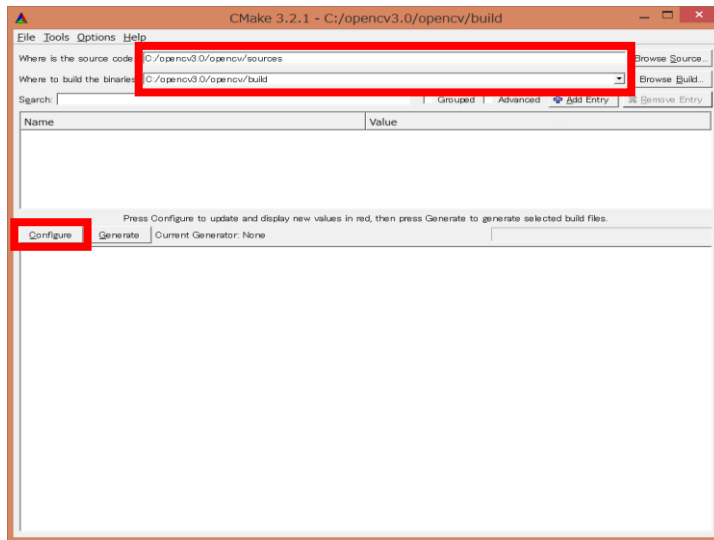 CMake 3.2.1 - C:/opencv3.0/opencv/build
File Tools Options Help
Where is the source code: C:/opencv3.0/opencv/sources Browse Source...
Where to build the binaries: C:/opencv3.0/opencv/build Browse Build...
Search: Grouped Advanced Add Entry Remove Entry
Name Value
Press Configure to update and display new values in red, then press Generate to generate selected build files.
Configure Generate Current Generator: None